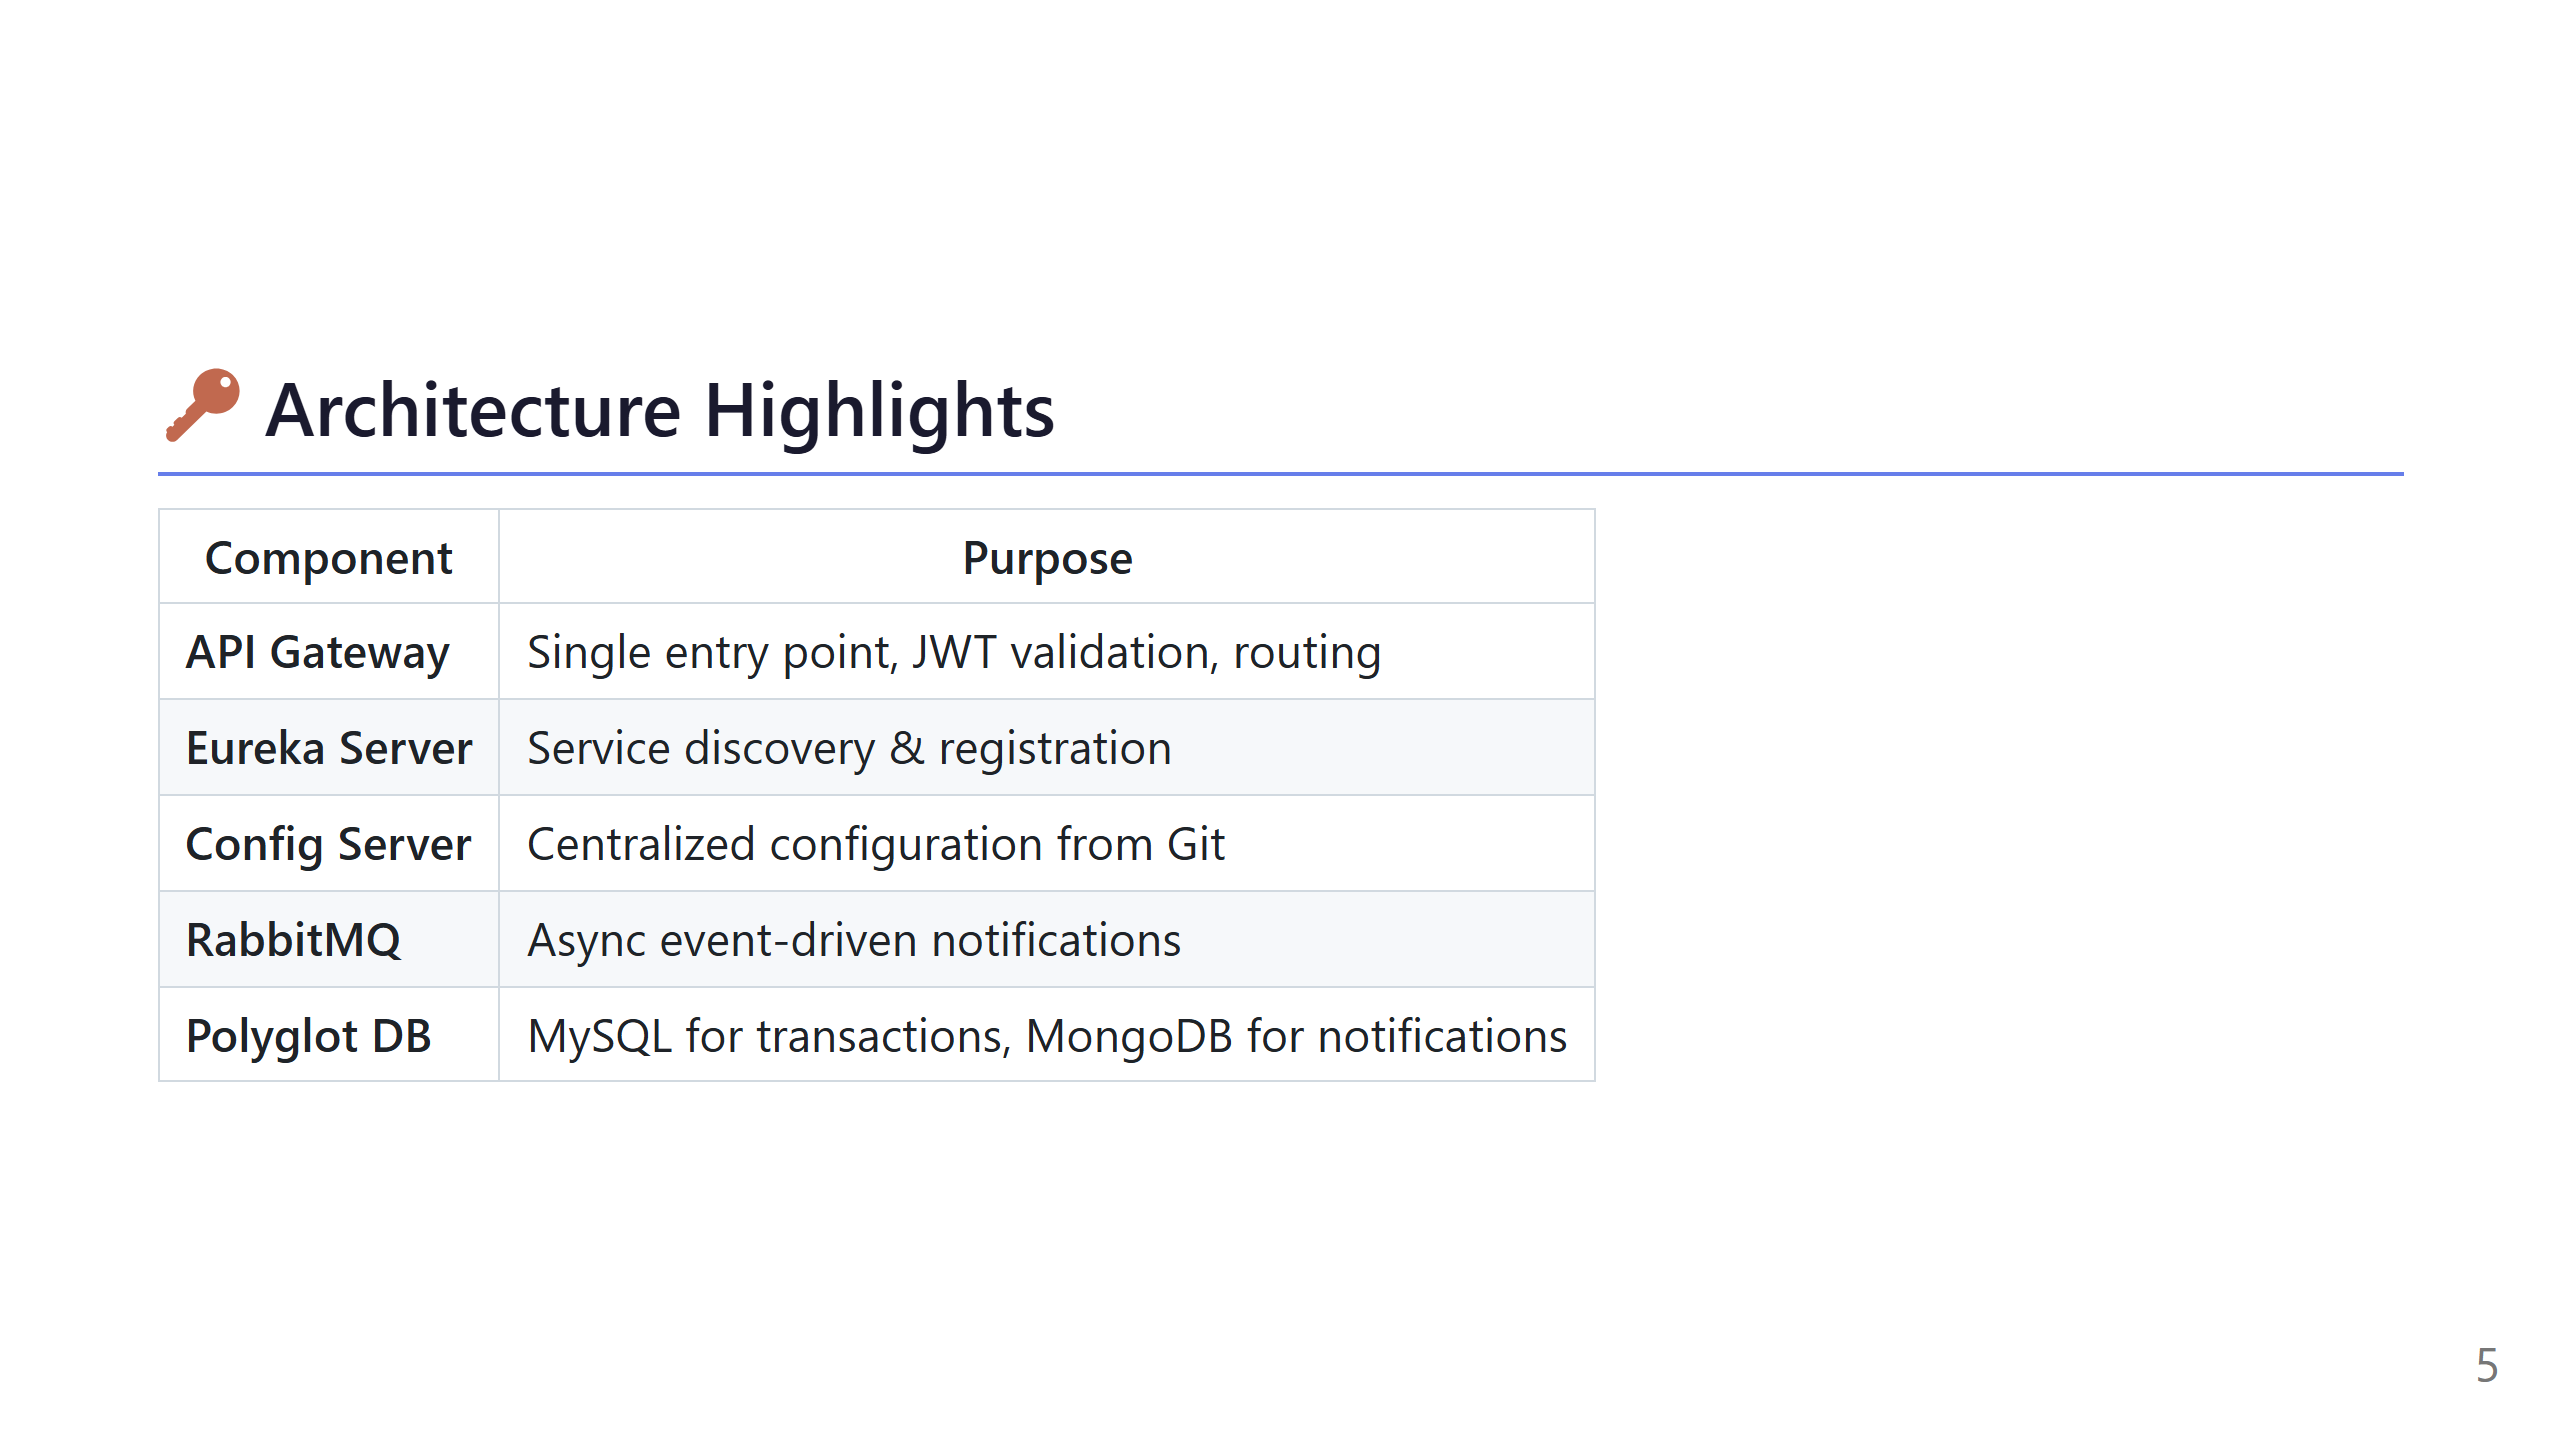 Architecture Highlights
Component Purpose
API Gateway Single entry point, JWT validation, routing
Eureka Server Service discovery & registration
Config Server Centralized configuration from Git
RabbitMQ Async event-driven notifications
Polyglot DB MySQL for transactions, MongoDB for notifications
5